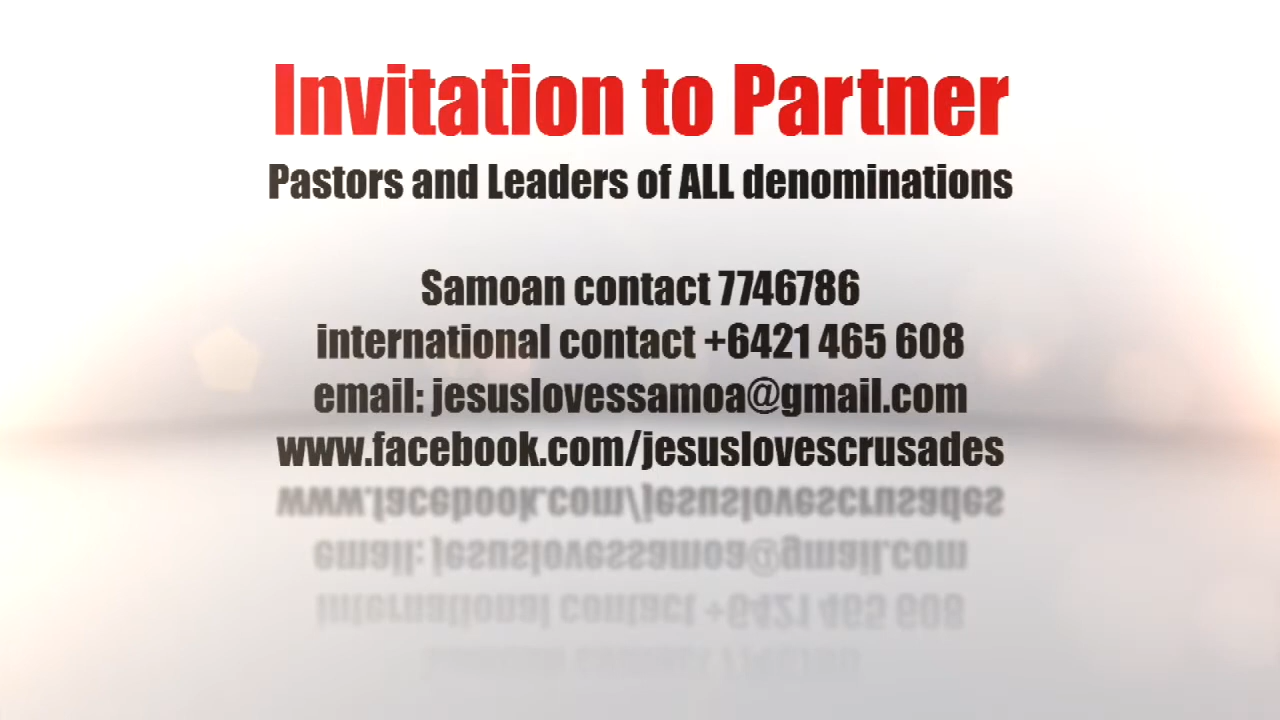 Invitation to Partner
Pastors and Leaders of ALL denominations
Samoan contact 7746786
international contact +6421 465 608
email: jesuslovessamoa@gmail.com
www.facebook.com/jesuslovescrusades